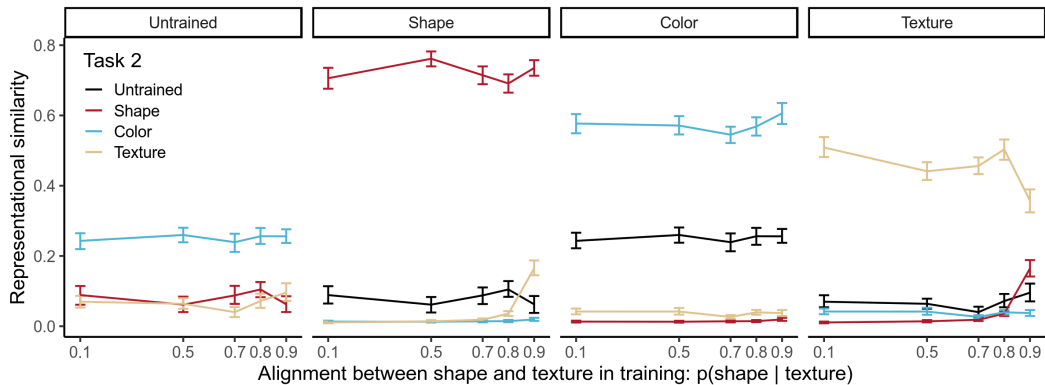 Untrained Shape Color Texture
Representational similarity
0.8
0.6
0.4
0.2
0.0
Task 2
Untrained
Shape
Color
Texture
0.1 0.5 0.7 0.8 0.9 0.1 0.5 0.7 0.8 0.9 0.1 0.5 0.7 0.8 0.9 0.1 0.5 0.7 0.8 0.9
Alignment between shape and texture in training: p(shape | texture)